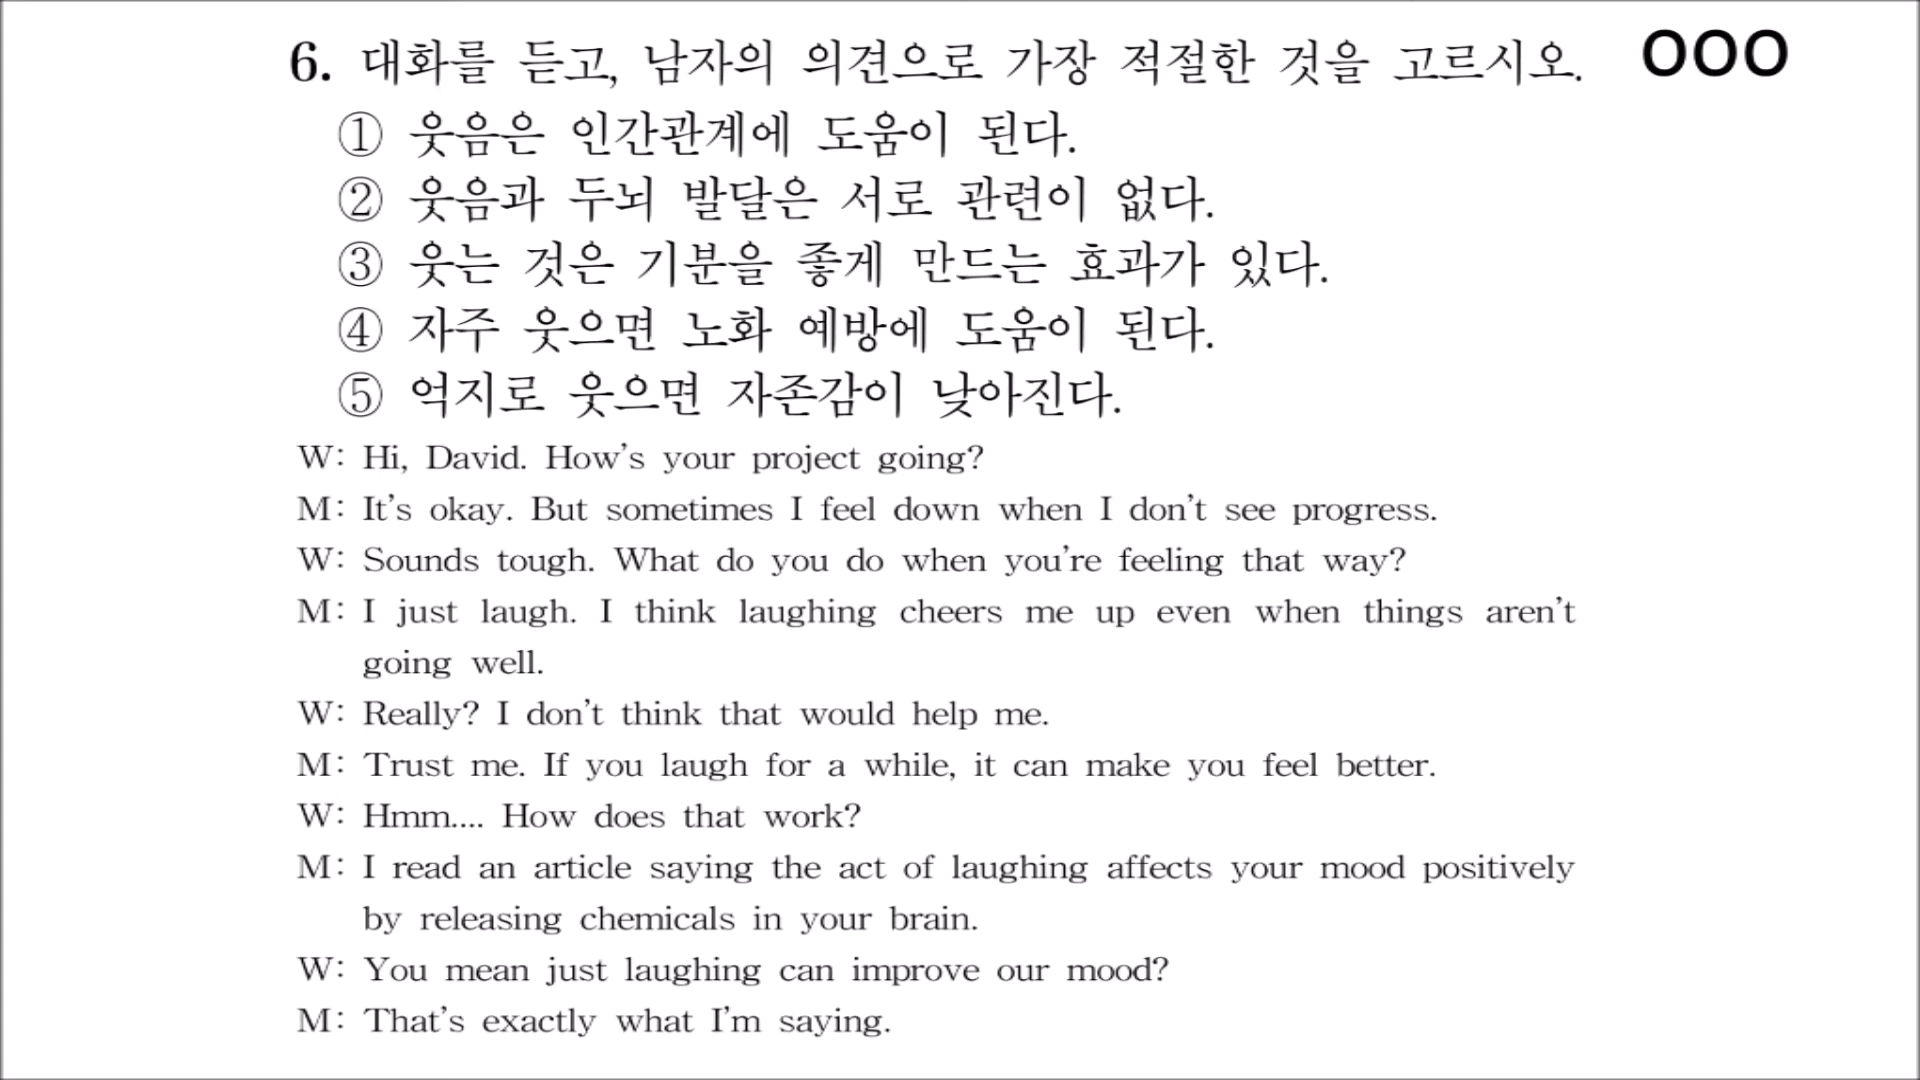 6. 대화를 듣고, 남자의 의견으로 가장 적절한 것을 고르시오. OOO
① 웃음은 인간관계에 도움이 된다.
② 웃음과 두뇌 발달은 서로 관련이 없다.
③ 웃는 것은 기분을 좋게 만드는 효과가 있다.
④ 자주 웃으면 노화 예방에 도움이 된다.
⑤ 억지로 웃으면 자존감이 낮아진다.
W: Hi, David. How's your project going?
M: It's okay. But sometimes I feel down when I don't see progress.
W: Sounds tough. What do you do when you're feeling that way?
M: I just laugh. I think laughing cheers me up even when things aren't
going well.
W: Really? I don't think that would help me.
M: Trust me. If you laugh for a while, it can make you feel better.
W: Hmm.... How does that work?
M: I read an article saying the act of laughing affects your mood positively
by releasing chemicals in your brain.
W: You mean just laughing can improve our mood?
M: That's exactly what I'm saying.